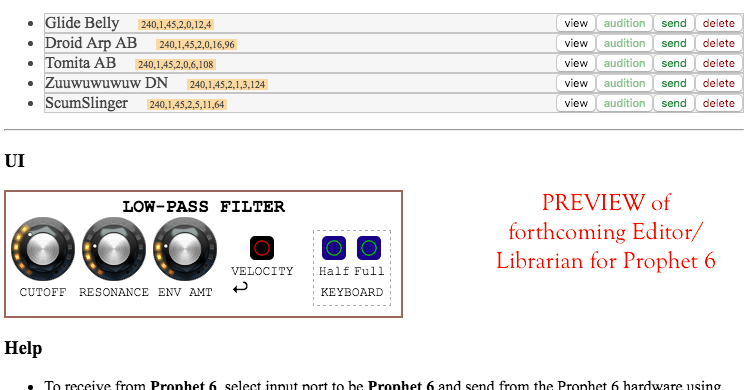 Glide Belly 240,1,45,2,0,12,4 view audition send delete
Droid Arp AB 240,1,45,2,0,16,96 view audition send delete
Tomita AB 240,1,45,2,0,6,108 view audition send delete
Zuuwuwuwuw DN 240,1,45,2,1,3,124 view audition send delete
ScumSlinger 240,1,45,2,5,11,64 view audition send delete
UI
LOW-PASS FILTER
VELOCITY
Half Full
CUTOFF RESONANCE ENV AMT
KEYBOARD
PREVIEW of
forthcoming Editor/
Librarian for Prophet 6
Help
To receive from Prophet 6, select input port to be Prophet 6 and send from the Prophet 6 hardware using